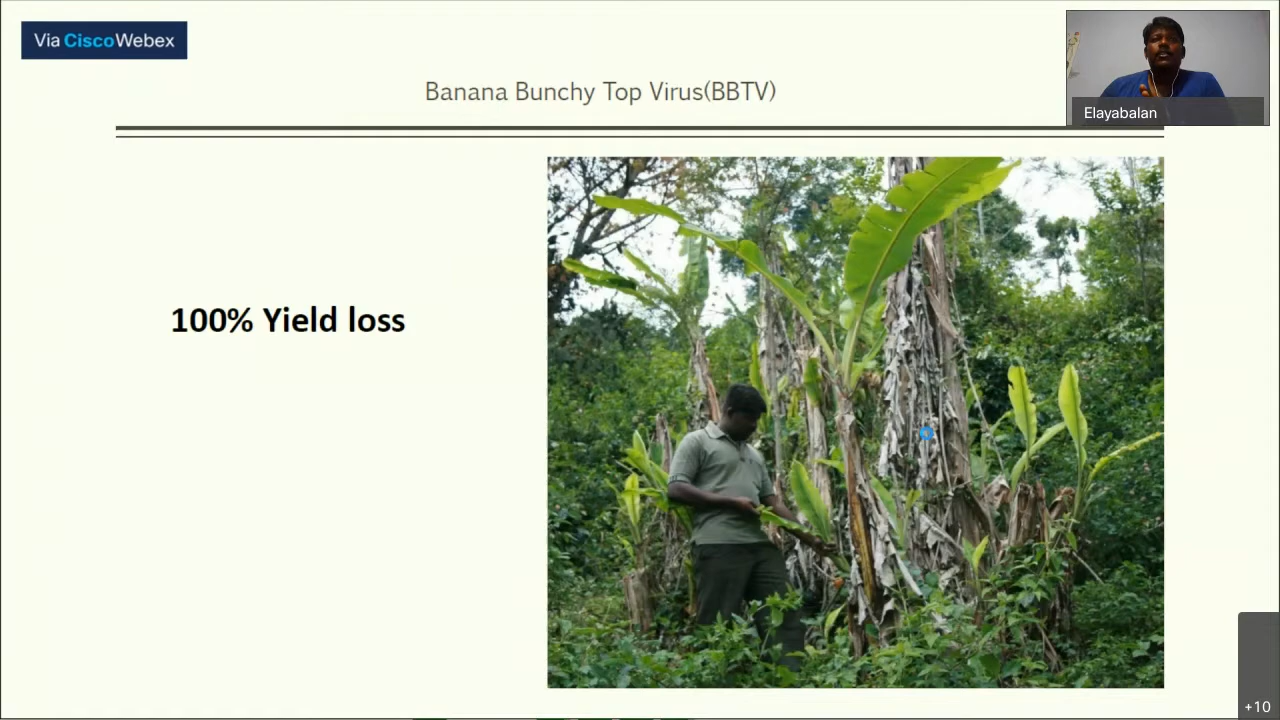 Via CiscoWebex
Elayabalan
Banana Bunchy Top Virus(BBTV)
100% Yield loss
+10